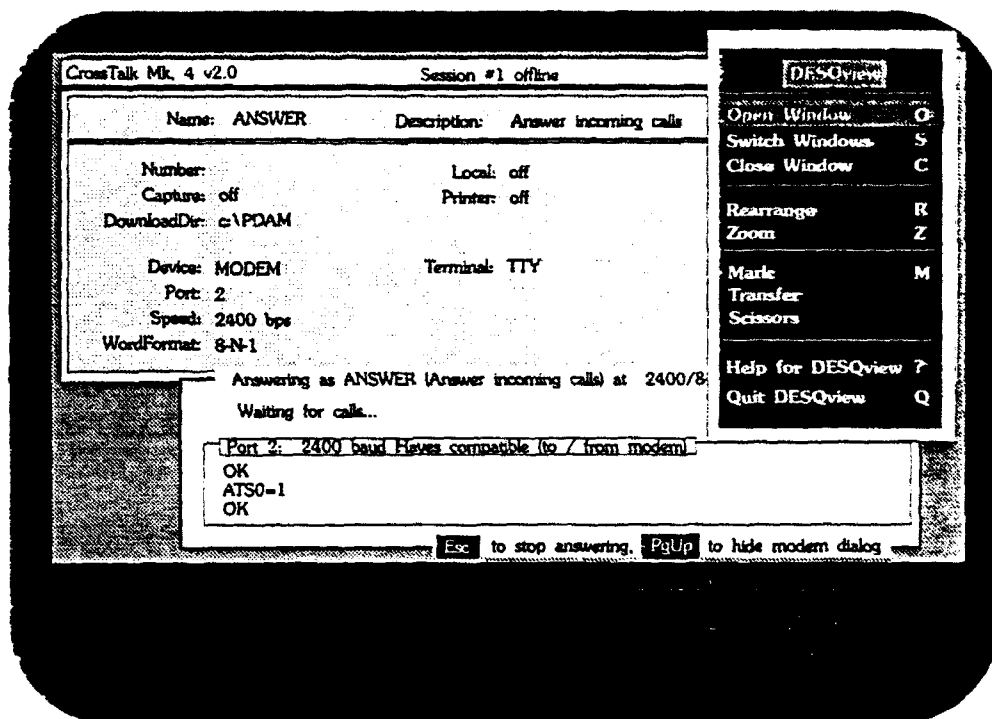 CrossTalk Mk. 4 v2.0 Session #1 offline
Name: ANSWER Description: Answer incoming calls
Number: Local: off
Capture: off Printer: off
DownloadDir: c:\PDAM
Device: MODEM Terminal: TTY
Port: 2
Speed: 2400 bps
WordFormat: 8-N-1
Answering as ANSWER (Answer incoming calls) at 2400/8
Waiting for calls...
Port 2: 2400 baud Hayes compatible (to / from modem)
OK
ATS0=1
OK
Esc to stop answering, PgUp to hide modem dialog
DESQview
Open Window O
Switch Windows S
Close Window C
Rearrange R
Zoom Z
Mark M
Transfer
Scissors
Help for DESQview ?
Quit DESQview Q